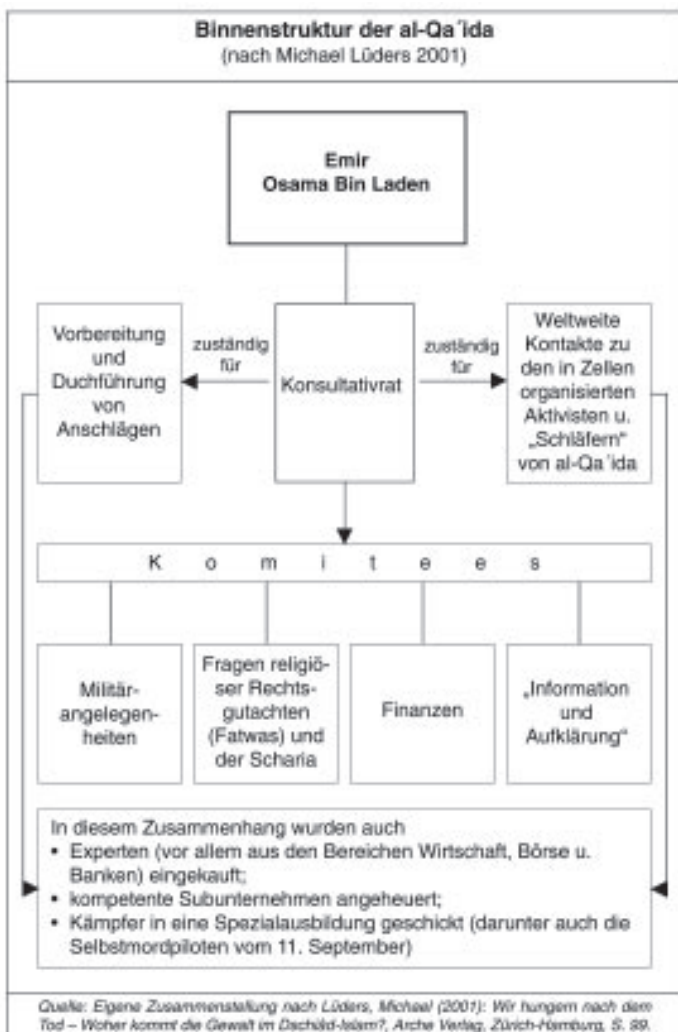 Binnenstruktur der al-Qa´ida
(nach Michael Lüders 2001)
Emir
Osama Bin Laden
Vorbereitung
und
Duchführung
von
Anschlägen
zuständig
für
Konsultativrat
zuständig
für
Weltweite
Kontakte zu
den in Zellen
organisierten
Aktivisten u.
„Schläfern“
von al-Qa´ida
K o m i t e e s
Militär-
angelegen-
heiten
Fragen religiö-
ser Rechts-
gutachten
(Fatwas) und
der Scharia
Finanzen
„Information
und
Aufklärung“
In diesem Zusammenhang wurden auch
• Experten (vor allem aus den Bereichen Wirtschaft, Börse u.
Banken) eingekauft;
• kompetente Subunternehmen angeheuert;
• Kämpfer in eine Spezialausbildung geschickt (darunter auch die
Selbstmordpiloten vom 11. September)
Quelle: Eigene Zusammenstellung nach Lüders, Michael (2001): Wir hungern nach dem
Tod – Woher kommt die Gewalt im Dschihad-Islam?, Arche Verlag, Zürich-Hamburg, S. 99.